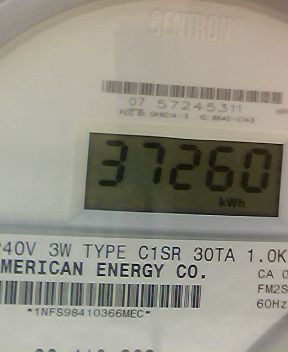 CENTRON
07 57245311
37260
kWh
240V 3W TYPE C1SR 30TA 1.0K
AMERICAN ENERGY CO.
CA 0
FM2S
60Hz
*1NFS98410366MEC*